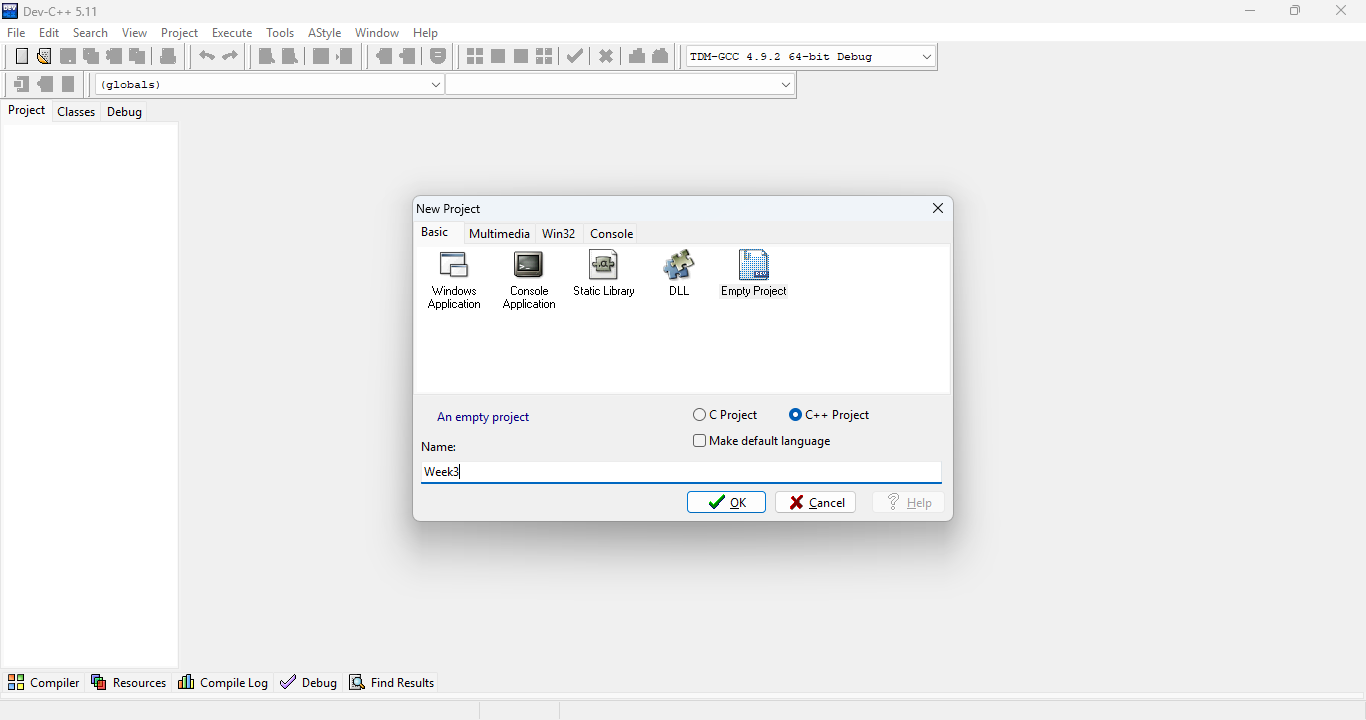 Dev-C++ 5.11
File Edit Search View Project Execute Tools AStyle Window Help
TDM-GCC 4.9.2 64-bit Debug
(globals)
Project Classes Debug
New Project
Basic Multimedia Win32 Console
Windows Application
Console Application
Static Library
DLL
Empty Project
An empty project
C Project C++ Project
Make default language
Name:
Week3
OK Cancel Help
Compiler Resources Compile Log Debug Find Results